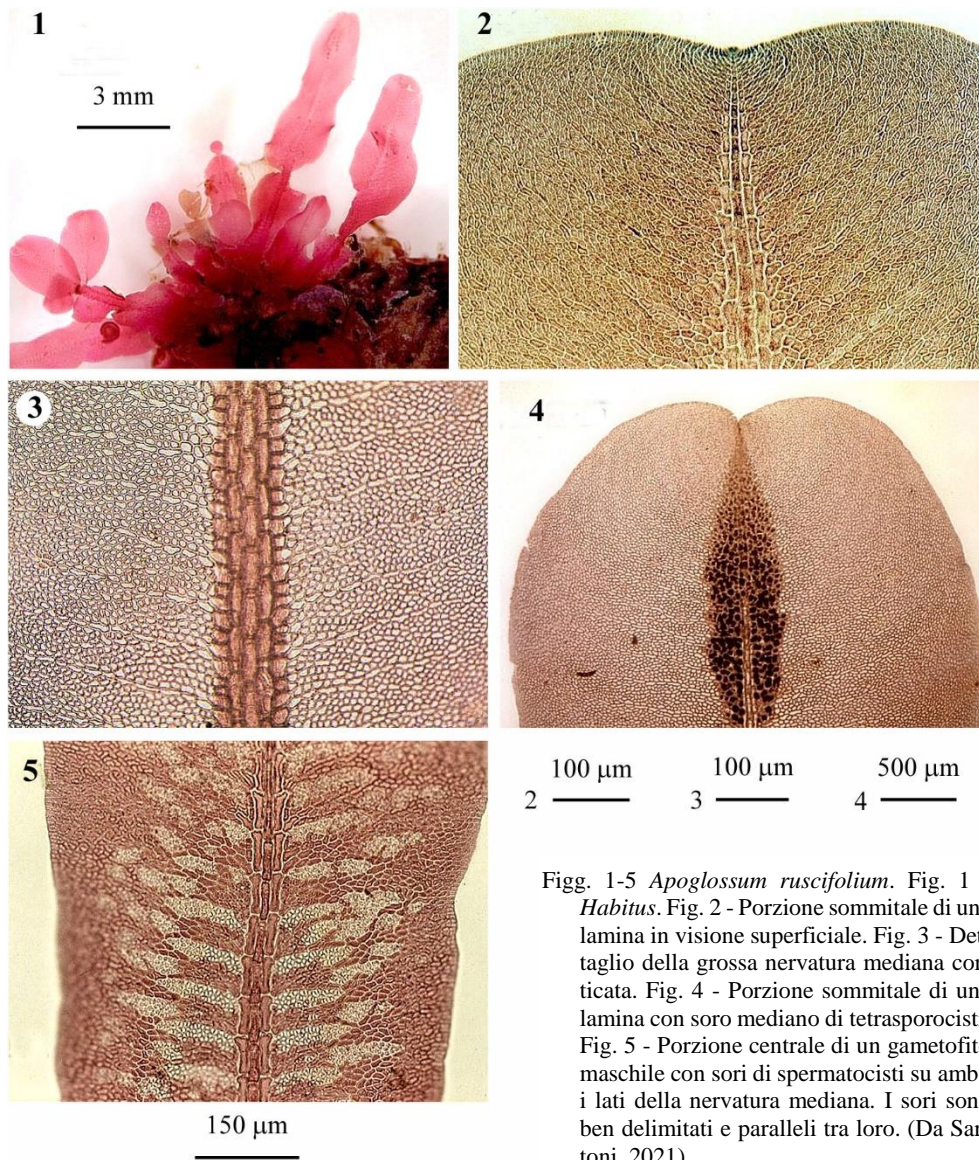 1
3 mm
2
3
4
5
100 µm 100 µm 500 µm
2 3 4
150 µm
Figg. 1-5 Apoglossum ruscifolium. Fig. 1
Habitus. Fig. 2 - Porzione sommitale di un
lamina in visione superficiale. Fig. 3 - Det
taglio della grossa nervatura mediana cor
ticata. Fig. 4 - Porzione sommitale di un
lamina con soro mediano di tetrasporocist
Fig. 5 - Porzione centrale di un gametofit
maschile con sori di spermatocisti su amb
i lati della nervatura mediana. I sori son
ben delimitati e paralleli tra loro. (Da Sar
toni, 2021)